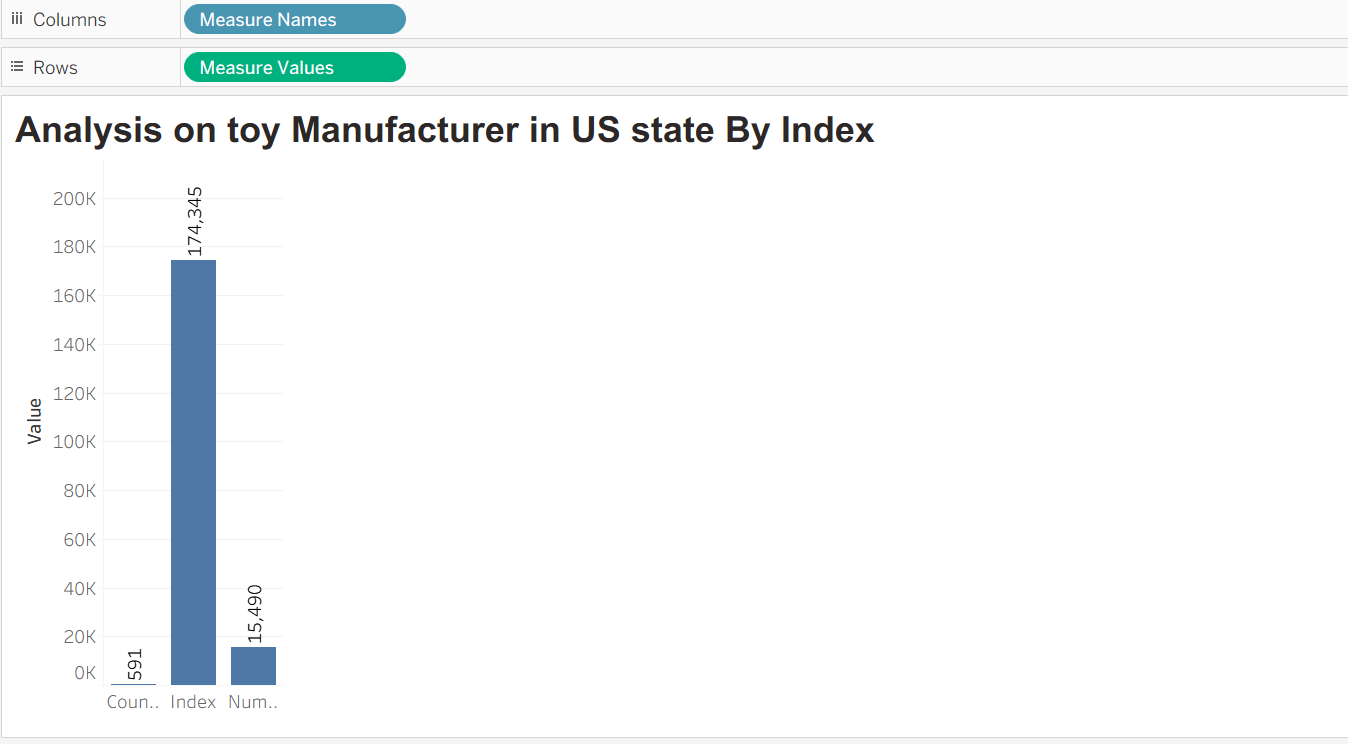 Columns
Measure Names
Rows
Measure Values
Analysis on toy Manufacturer in US state By Index
200K
180K
160K
140K
120K
100K
80K
60K
40K
20K
0K
Value
591
174,345
15,490
Coun..
Index
Num..